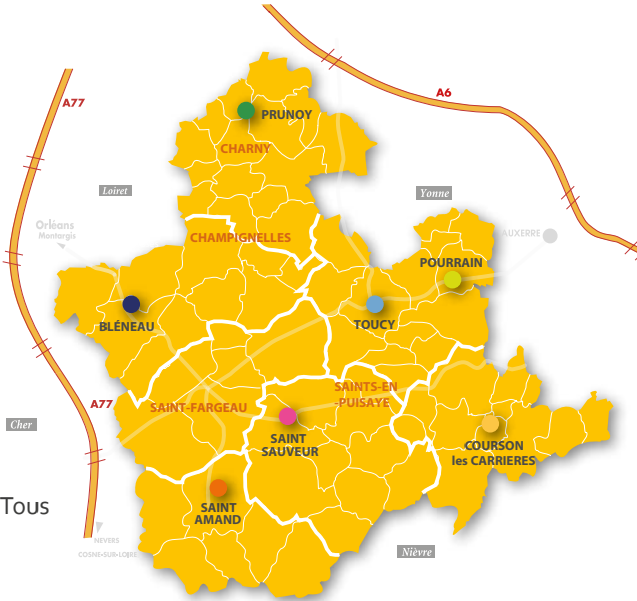 A77
A6
PRUNOY
CHARNY
Loiret
Yonne
Orléans
Montargis
CHAMPIGNELLES
AUXERRE
POURRAIN
BLÉNEAU
TOUCY
SAINTS-EN
-PUISAYE
A77
SAINT-FARGEAU
Cher
SAINT
SAUVEUR
COURSON
les CARRIERES
Tous
SAINT
AMAND
NEVERS
COSNE-SUR-LOIRE
Nièvre